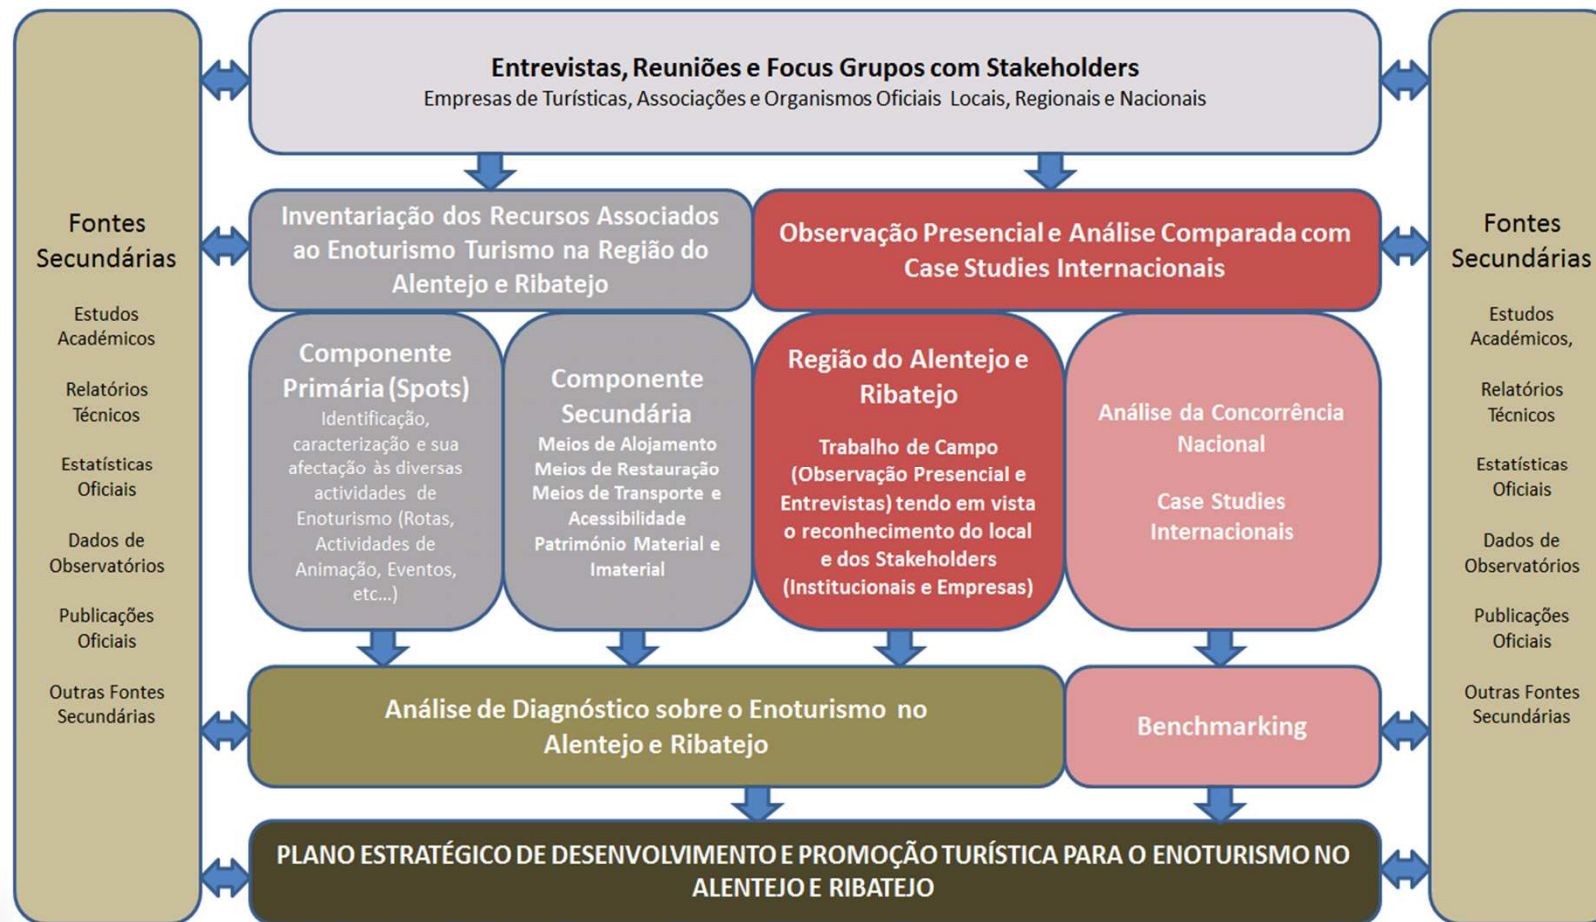 Fontes
Secundárias
Estudos
Académicos
Relatórios
Técnicos
Estatísticas
Oficiais
Dados de
Observatórios
Publicações
Oficiais
Outras Fontes
Secundárias
Entrevistas, Reuniões e Focus Grupos com Stakeholders
Empresas de Turísticas, Associações e Organismos Oficiais Locais, Regionais e Nacionais
Inventariação dos Recursos Associados
ao Enoturismo Turismo na Região do
Alentejo e Ribatejo
Observação Presencial e Análise Comparada com
Case Studies Internacionais
Componente
Primária (Spots)
Identificação,
caracterização e sua
afectação às diversas
actividades de
Enoturismo (Rotas,
Actividades de
Animação, Eventos,
etc...)
Componente
Secundária
Meios de Alojamento
Meios de Restauração
Meios de Transporte e
Acessibilidade
Património Material e
Imaterial
Região do Alentejo e
Ribatejo
Trabalho de Campo
(Observação Presencial e
Entrevistas) tendo em vista
o reconhecimento do local
e dos Stakeholders
(Institucionais e Empresas)
Análise da Concorrência
Nacional
Case Studies
Internacionais
Análise de Diagnóstico sobre o Enoturismo no
Alentejo e Ribatejo
Benchmarking
PLANO ESTRATÉGICO DE DESENVOLVIMENTO E PROMOÇÃO TURÍSTICA PARA O ENOTURISMO NO
ALENTEJO E RIBATEJO
Fontes
Secundárias
Estudos
Académicos,
Relatórios
Técnicos
Estatísticas
Oficiais
Dados de
Observatórios
Publicações
Oficiais
Outras Fontes
Secundárias